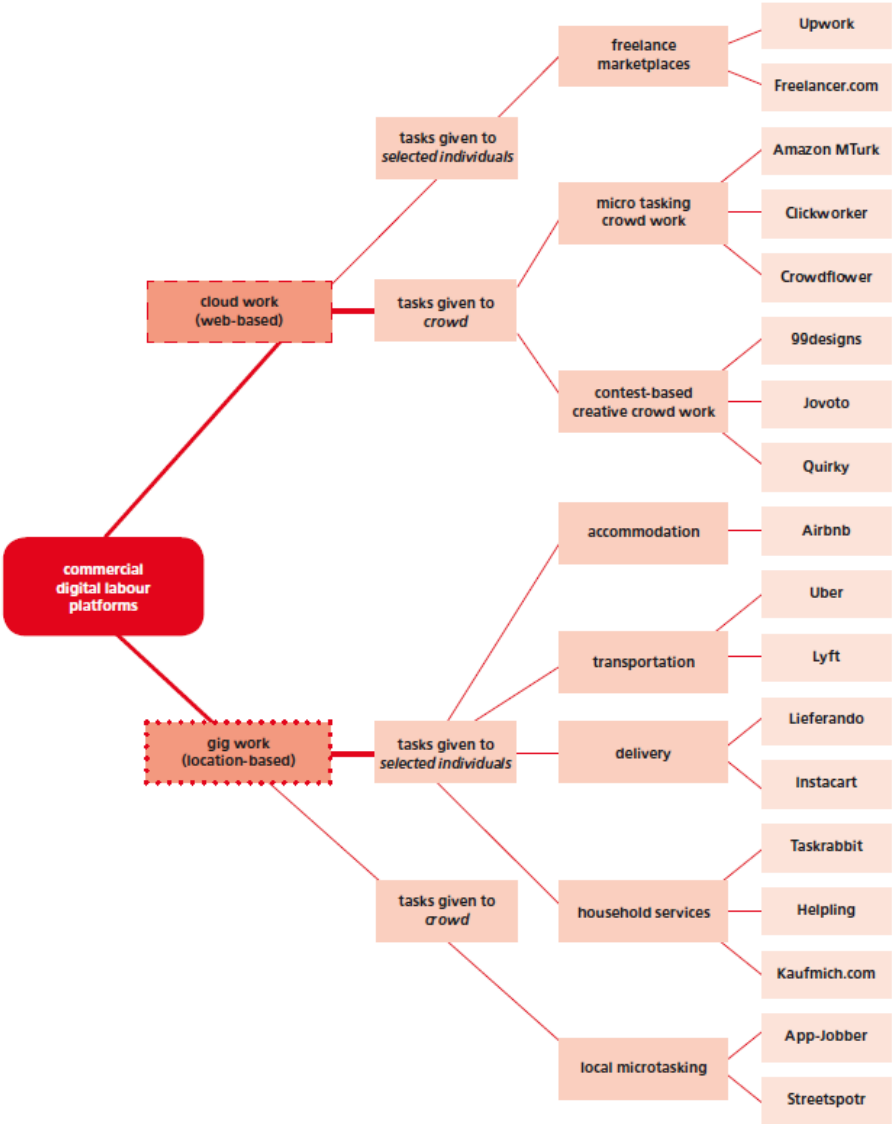 commercial
digital labour
platforms
cloud work
(web-based)
tasks given to
selected individuals
freelance
marketplaces
Upwork
Freelancer.com
tasks given to
crowd
micro tasking
crowd work
Amazon MTurk
Clickworker
Crowdflower
contest-based
creative crowd work
99designs
Jovoto
Quirky
gig work
(location-based)
tasks given to
selected individuals
accommodation
Airbnb
transportation
Uber
Lyft
delivery
Lieferando
Instacart
household services
Taskrabbit
Helpling
Kaufmich.com
tasks given to
crowd
local microtasking
App-Jobber
Streetspotr